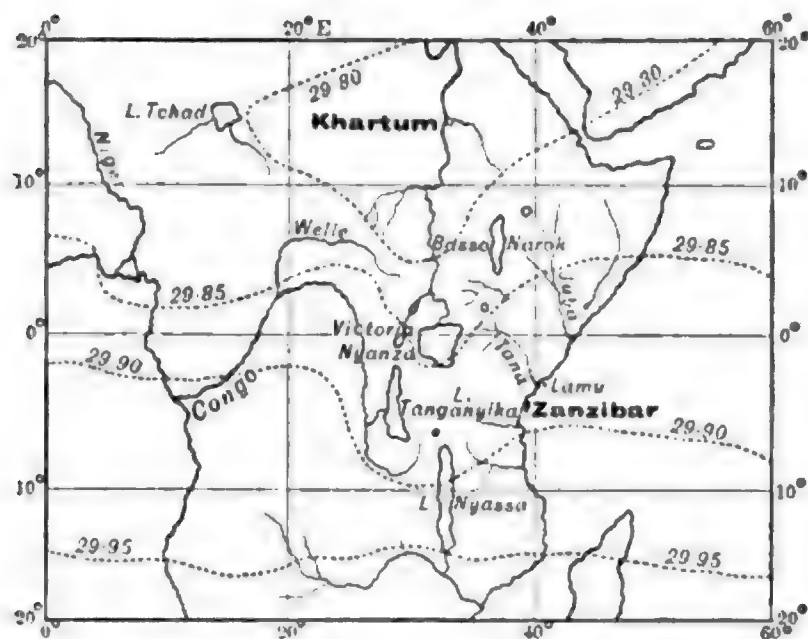 0° 20° E 40° 60°
20° 20°
29·80 29·80
L. Tchad
Khartum
Niger
10° 10°
Welle
Basso Narok
29·85 29·85
Juba
0° 0°
Victoria
Nyanza
Tana
29·90
Congo
Lamu
L.
Tanganyika
Zanzibar
29·90
10° 10°
L. Nyassa
29·95 29·95
20° 20°
0° 20° 40° 60°